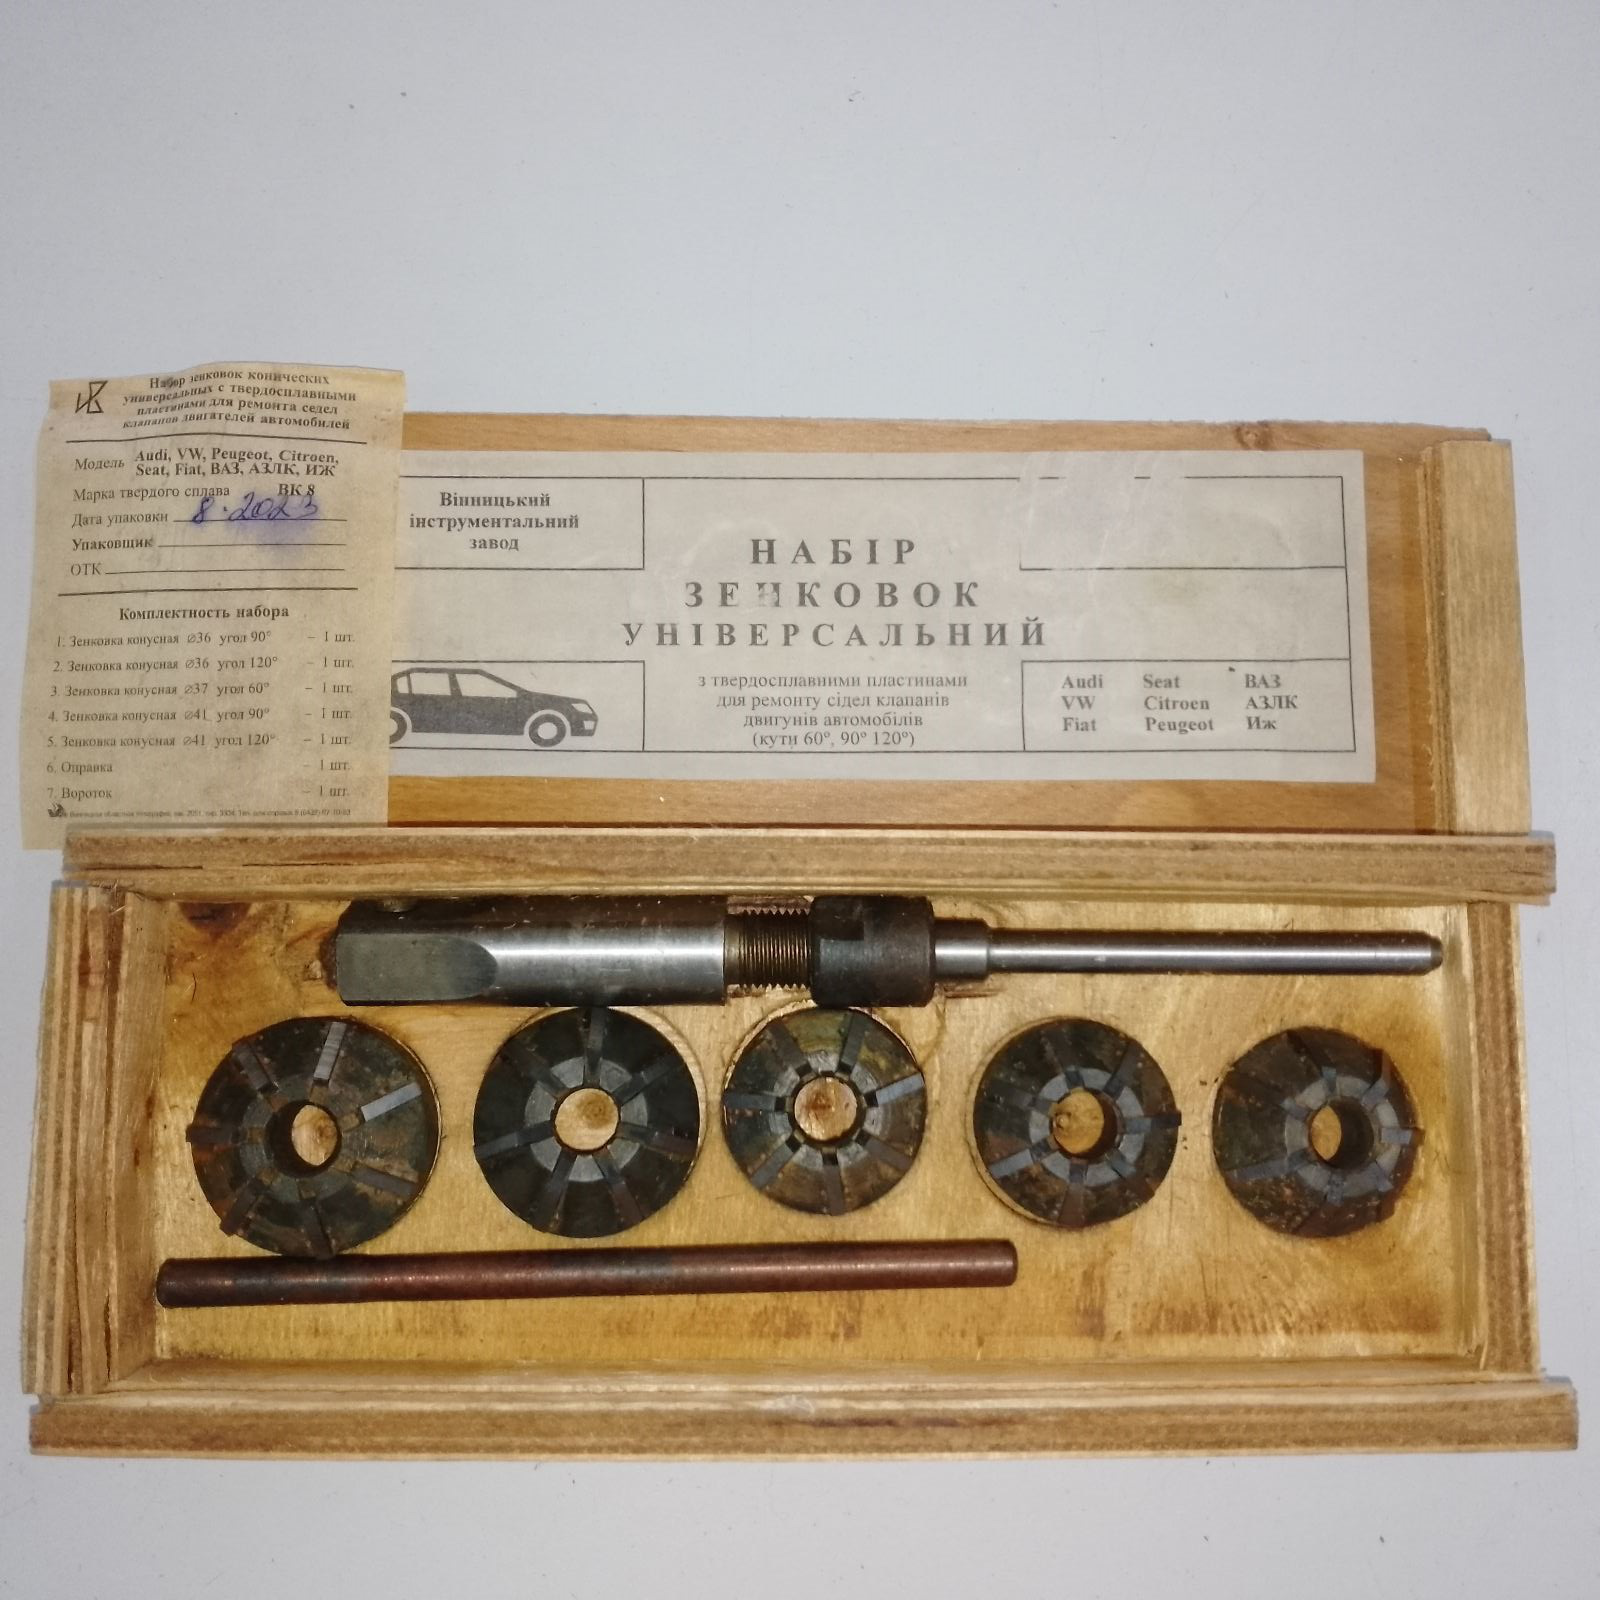 Набор зенковок конических
универсальных с твердосплавными
пластинами для ремонта седел
клапанов двигателей автомобилей
Модель Audi, VW, Peugeot, Citroen,
Seat, Fiat, ВАЗ, АЗЛК, ИЖ
Марка твердого сплава ВК 8
Дата упаковки 8.2023
Упаковщик
ОТК
Комплектность набора
1. Зенковка конусная ⌀36 угол 90° – 1 шт.
2. Зенковка конусная ⌀36 угол 120° – 1 шт.
3. Зенковка конусная ⌀37 угол 60° – 1 шт.
4. Зенковка конусная ⌀41 угол 90° – 1 шт.
5. Зенковка конусная ⌀41 угол 120° – 1 шт.
6. Оправка – 1 шт.
7. Вороток – 1 шт.
Вінницький
інструментальний
завод
НАБІР
ЗЕНКОВОК
УНІВЕРСАЛЬНИЙ
з твердосплавними пластинами
для ремонту сідел клапанів
двигунів автомобілів
(кути 60°, 90° 120°)
Audi Seat ВАЗ
VW Citroen АЗЛК
Fiat Peugeot Иж